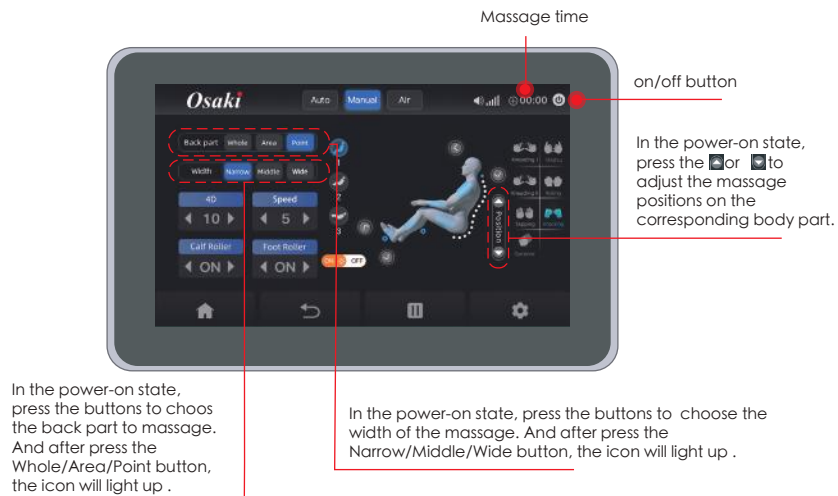 Massage time
on/off button
Osaki
Auto Manual Air
00:00
Back part Whole Area Point
Width Narrow Middle Wide
1
2
3
4D Speed
10 5
Calf Roller Foot Roller
ON ON
ON OFF
Position
Kneading 1
In the power-on state,
press the or to
adjust the massage
positions on the
corresponding body part.
In the power-on state,
press the buttons to choos
the back part to massage.
And after press the
Whole/Area/Point button,
the icon will light up .
In the power-on state, press the buttons to choose the
width of the massage. And after press the
Narrow/Middle/Wide button, the icon will light up .